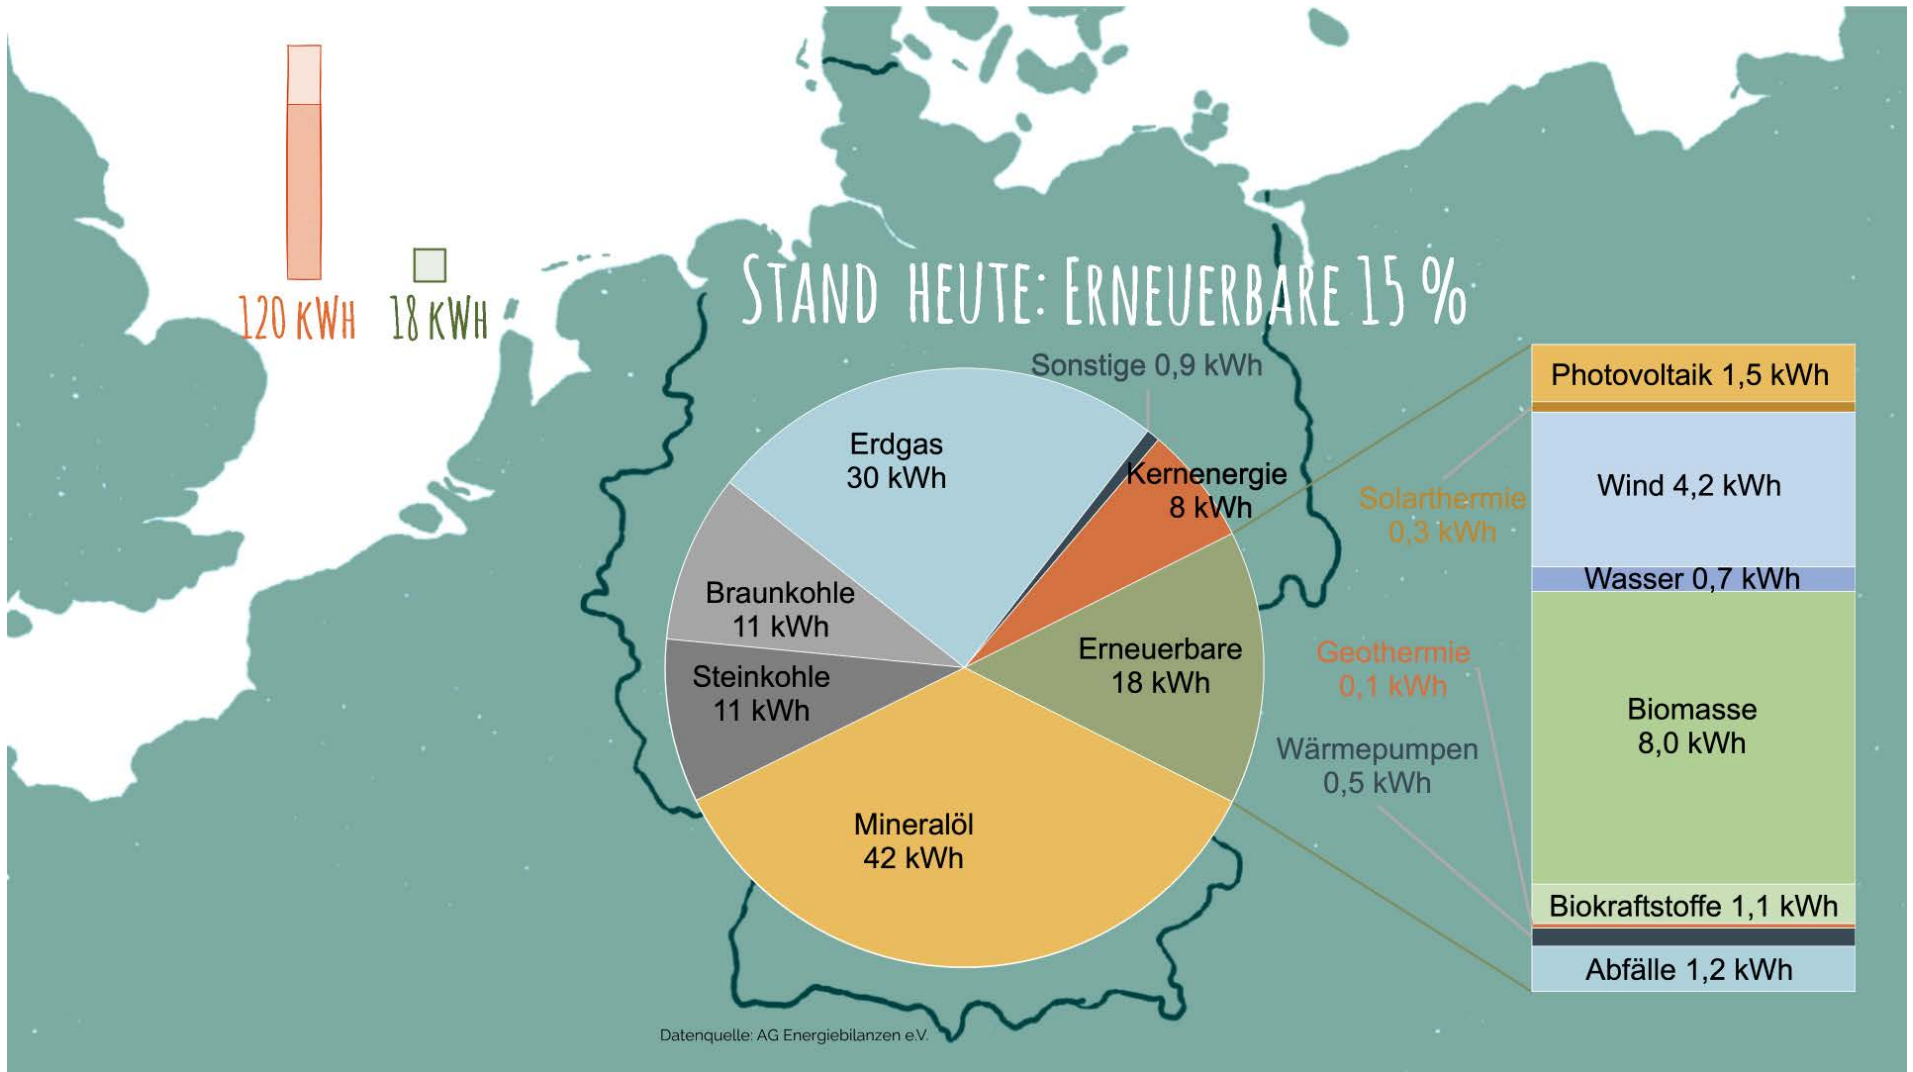 120 KWH
18 KWH
STAND HEUTE: ERNEUERBARE 15 %
Sonstige 0,9 kWh
Erdgas
30 kWh
Kernenergie
8 kWh
Braunkohle
11 kWh
Steinkohle
11 kWh
Erneuerbare
18 kWh
Mineralöl
42 kWh
Photovoltaik 1,5 kWh
Solarthermie
0,3 kWh
Wind 4,2 kWh
Wasser 0,7 kWh
Geothermie
0,1 kWh
Biomasse
8,0 kWh
Wärmepumpen
0,5 kWh
Biokraftstoffe 1,1 kWh
Abfälle 1,2 kWh
Datenquelle: AG Energiebilanzen e.V.